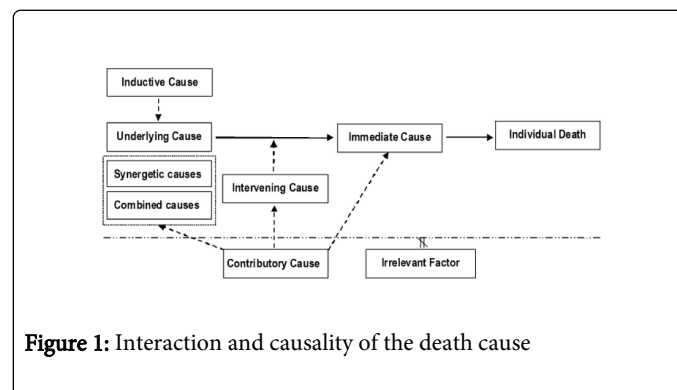 Inductive Cause
Underlying Cause
Immediate Cause
Individual Death
Synergetic causes
Combined causes
Intervening Cause
Contributory Cause
Irrelevant Factor
Figure 1: Interaction and causality of the death cause